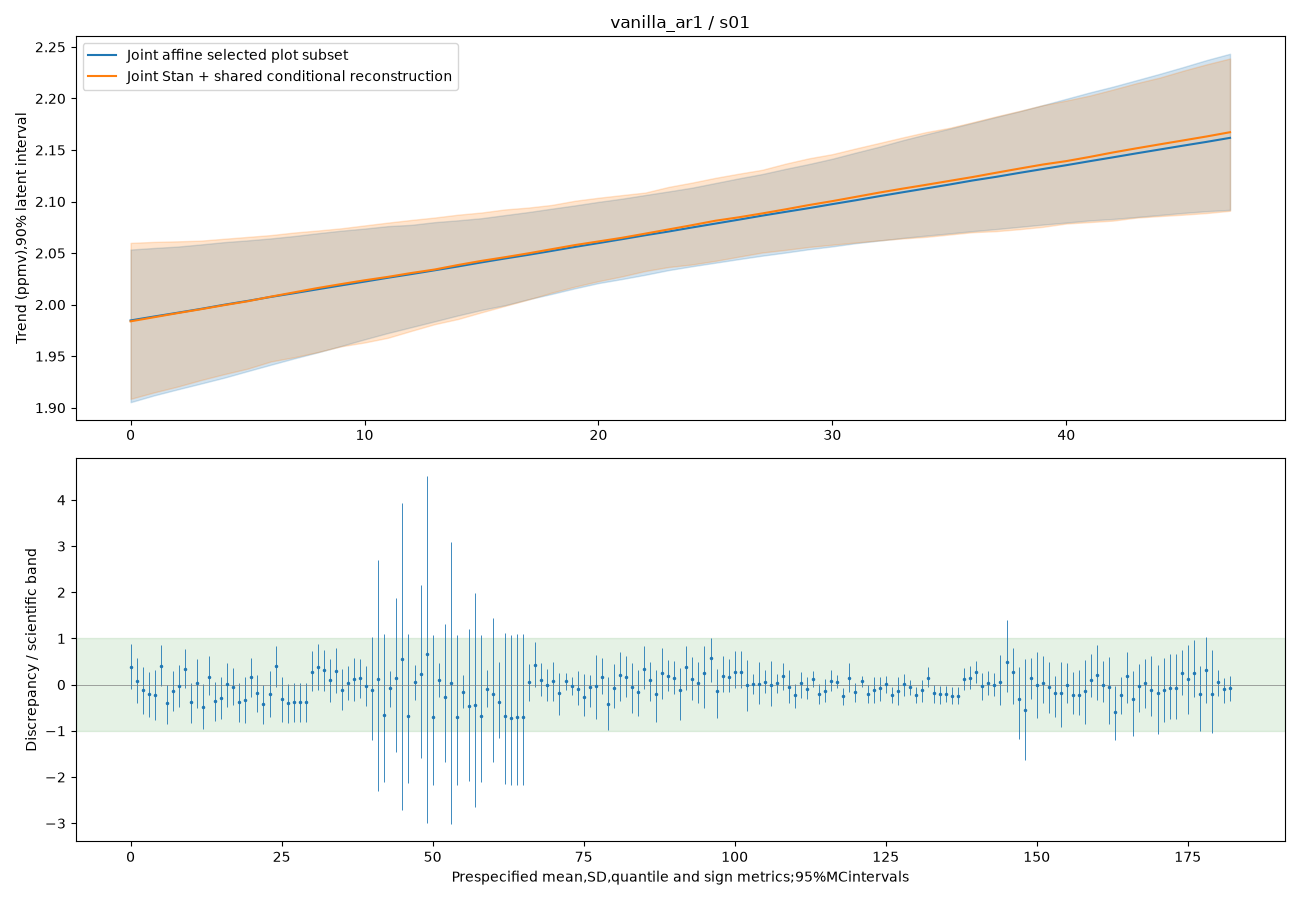 vanilla_ar1 / s01
Joint affine selected plot subset
Joint Stan + shared conditional reconstruction
Trend (ppmv),90% latent interval
2.25
2.20
2.15
2.10
2.05
2.00
1.95
1.90
0 10 20 30 40
Discrepancy / scientific band
4
3
2
1
0
−1
−2
−3
0 25 50 75 100 125 150 175
Prespecified mean,SD,quantile and sign metrics;95%MCintervals